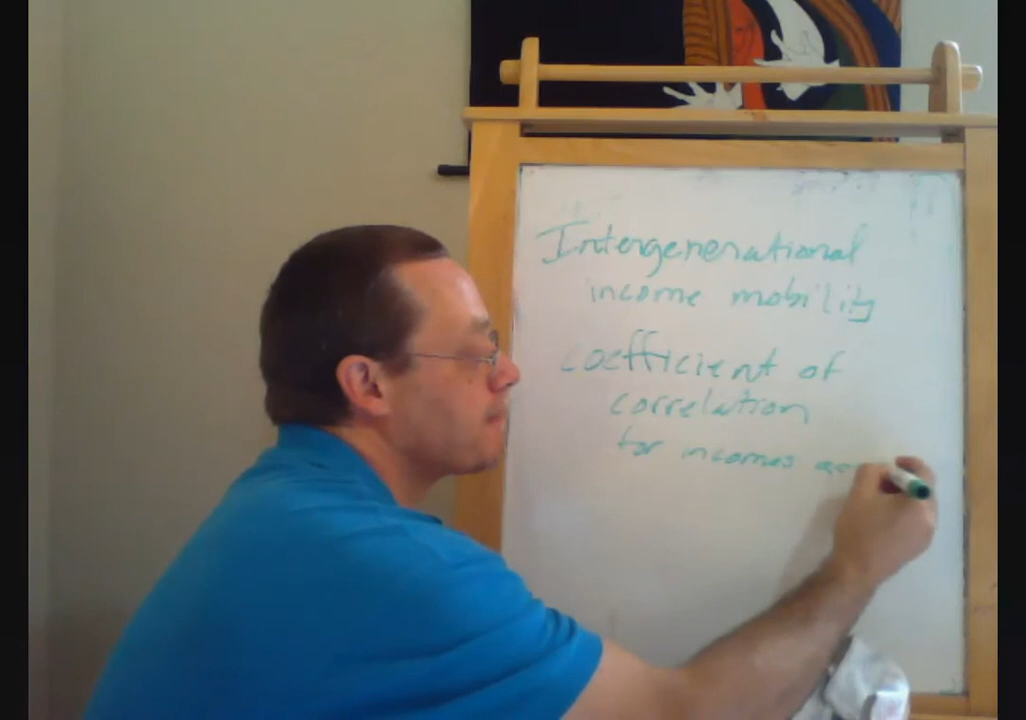 Intergenerational
income mobility
coefficient of
correlation
for incomes